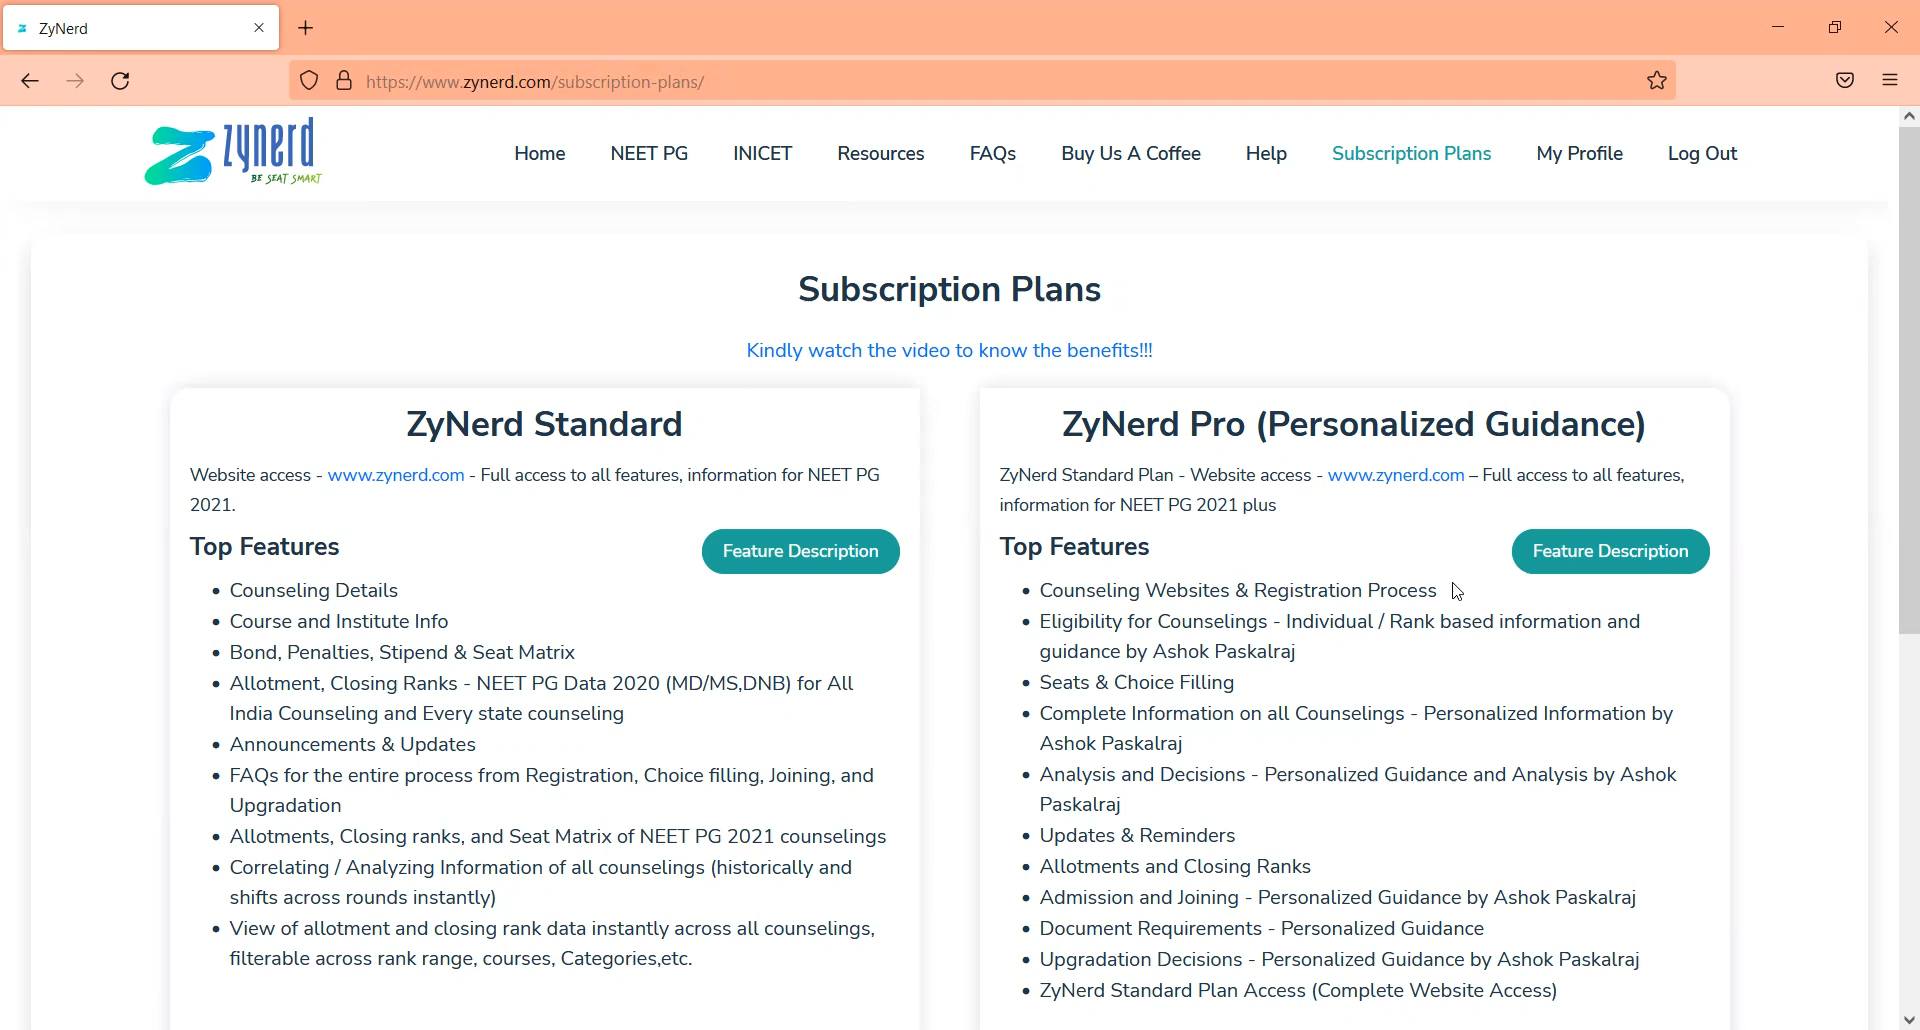 ZyNerd
https://www.zynerd.com/subscription-plans/
zynerd
BE SEAT SMART
Home
NEET PG
INICET
Resources
FAQs
Buy Us A Coffee
Help
Subscription Plans
My Profile
Log Out
Subscription Plans
Kindly watch the video to know the benefits!!!
ZyNerd Standard
Website access - www.zynerd.com - Full access to all features, information for NEET PG
2021.
Top Features
Feature Description
• Counseling Details
• Course and Institute Info
• Bond, Penalties, Stipend & Seat Matrix
• Allotment, Closing Ranks - NEET PG Data 2020 (MD/MS,DNB) for All
India Counseling and Every state counseling
• Announcements & Updates
• FAQs for the entire process from Registration, Choice filling, Joining, and
Upgradation
• Allotments, Closing ranks, and Seat Matrix of NEET PG 2021 counselings
• Correlating / Analyzing Information of all counselings (historically and
shifts across rounds instantly)
• View of allotment and closing rank data instantly across all counselings,
filterable across rank range, courses, Categories,etc.
ZyNerd Pro (Personalized Guidance)
ZyNerd Standard Plan - Website access - www.zynerd.com – Full access to all features,
information for NEET PG 2021 plus
Top Features
Feature Description
• Counseling Websites & Registration Process
• Eligibility for Counselings - Individual / Rank based information and
guidance by Ashok Paskalraj
• Seats & Choice Filling
• Complete Information on all Counselings - Personalized Information by
Ashok Paskalraj
• Analysis and Decisions - Personalized Guidance and Analysis by Ashok
Paskalraj
• Updates & Reminders
• Allotments and Closing Ranks
• Admission and Joining - Personalized Guidance by Ashok Paskalraj
• Document Requirements - Personalized Guidance
• Upgradation Decisions - Personalized Guidance by Ashok Paskalraj
• ZyNerd Standard Plan Access (Complete Website Access)